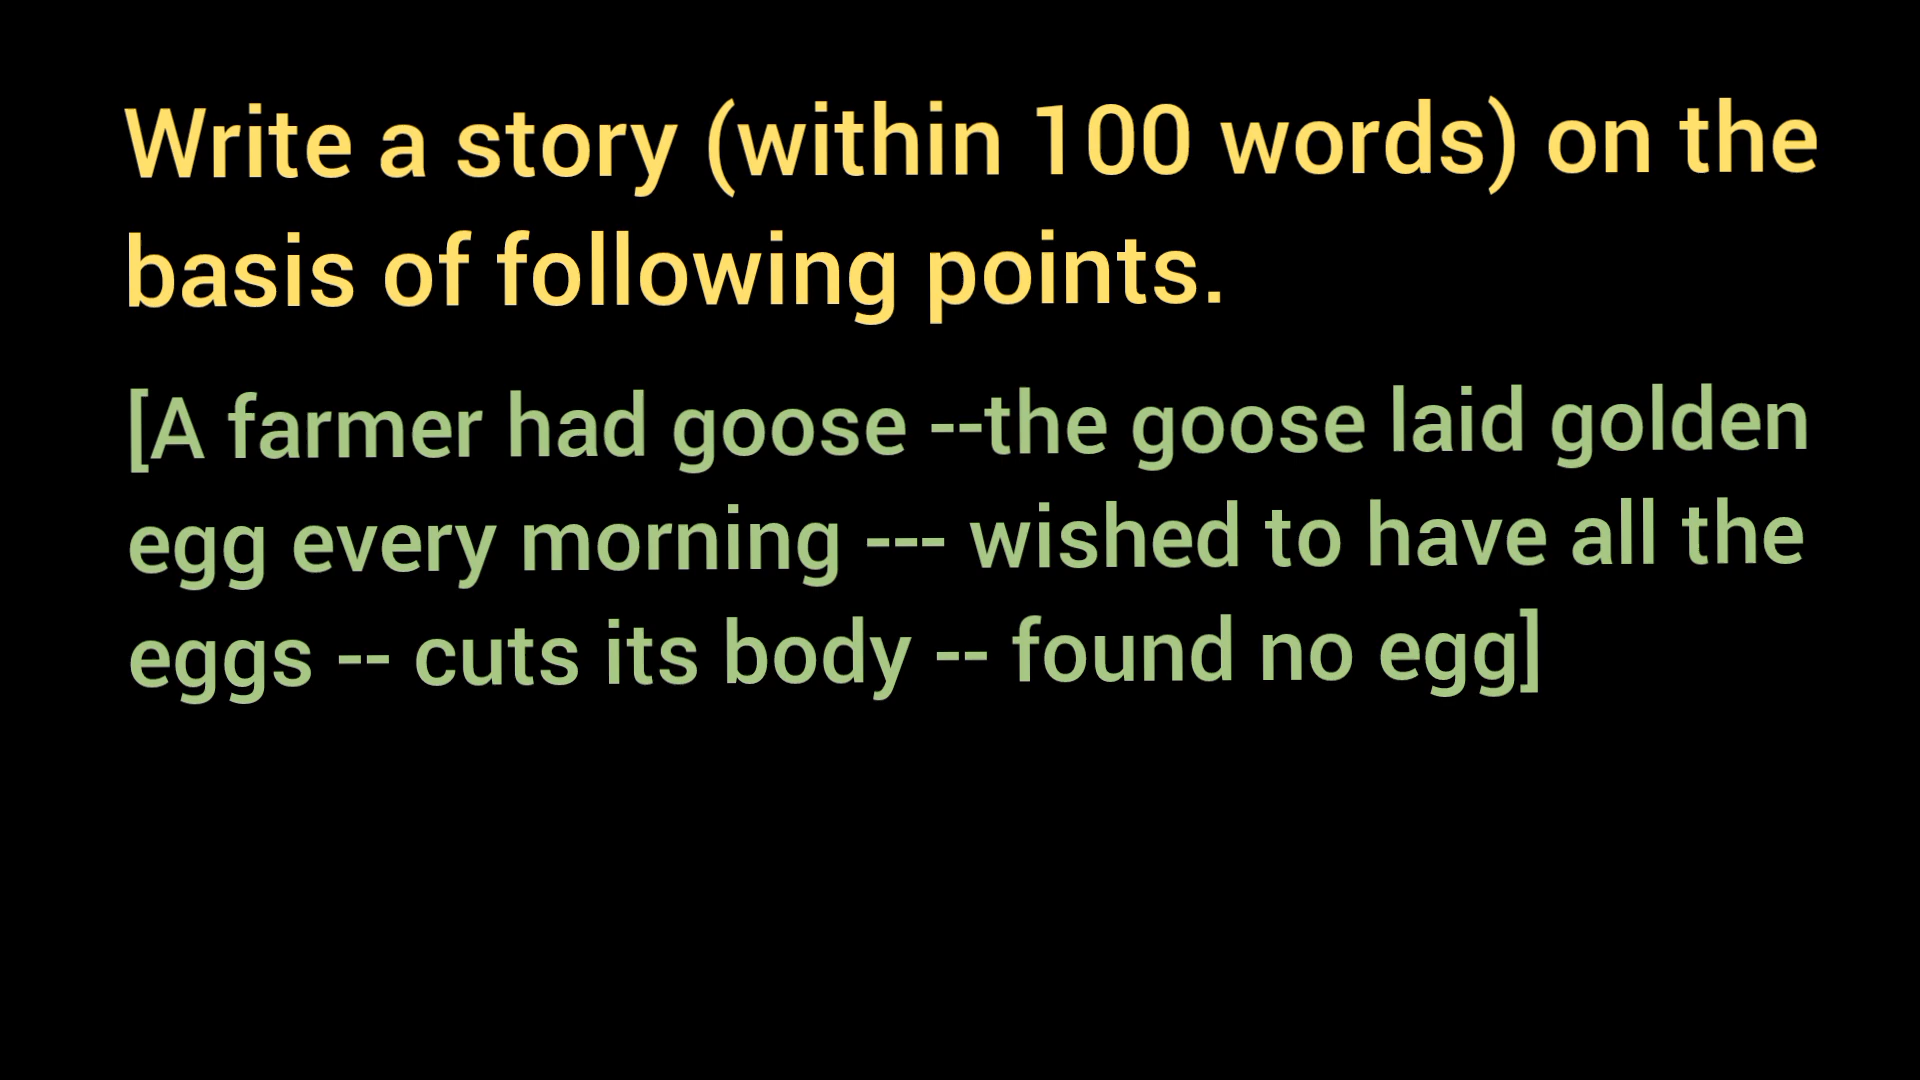 Write a story (within 100 words) on the
basis of following points.
[A farmer had goose --the goose laid golden
egg every morning --- wished to have all the
eggs -- cuts its body -- found no egg]